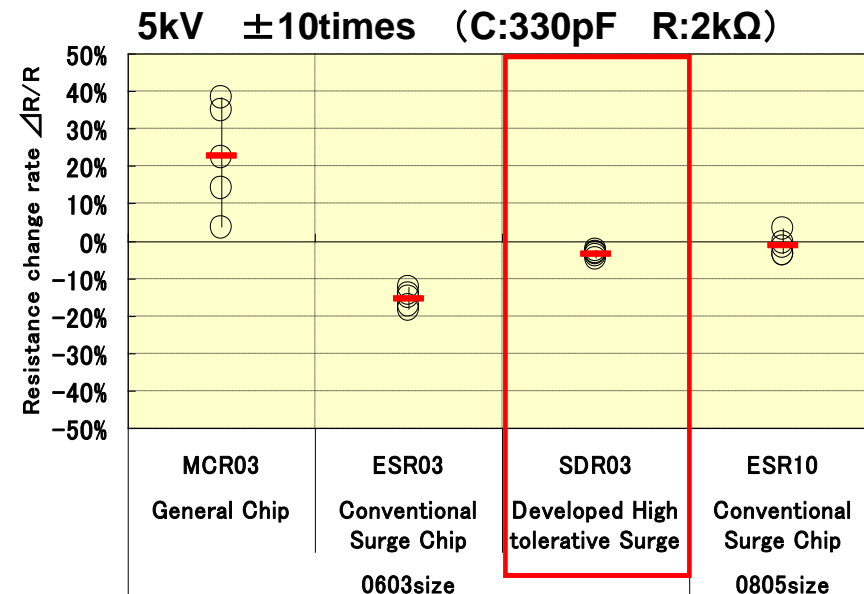 5kV ±10times （C:330pF R:2kΩ）
Resistance change rate ⊿R/R
50%
40%
30%
20%
10%
0%
-10%
-20%
-30%
-40%
-50%
MCR03
General Chip
ESR03
Conventional
Surge Chip
SDR03
Developed High
tolerative Surge
ESR10
Conventional
Surge Chip
0603size
0805size